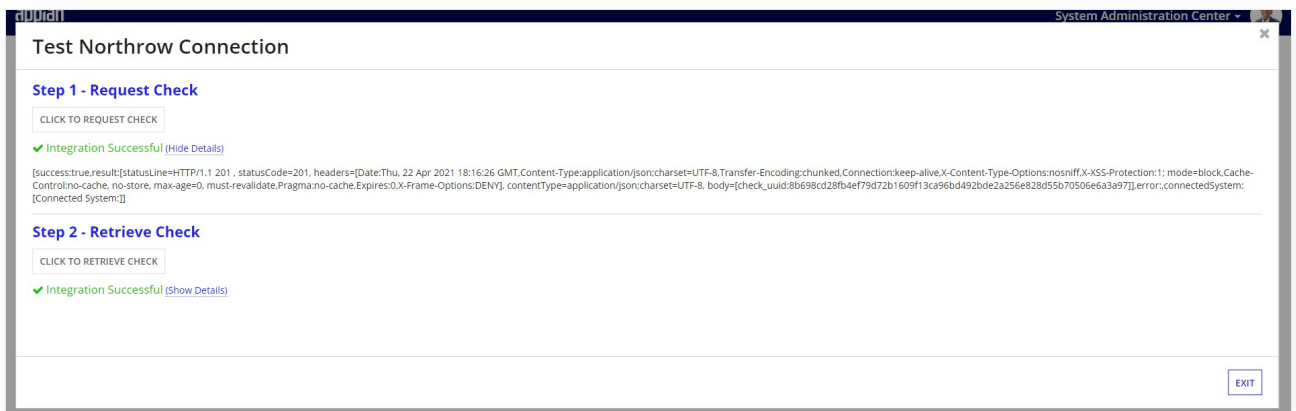 appian System Administration Center
Test Northrow Connection
Step 1 - Request Check
CLICK TO REQUEST CHECK
Integration Successful (Hide Details)
[success:true,result:[statusLine=HTTP/1.1 201 , statusCode=201, headers=[Date:Thu, 22 Apr 2021 18:16:26 GMT,Content-Type:application/json;charset=UTF-8,Transfer-Encoding:chunked,Connection:keep-alive,X-Content-Type-Options:nosniff,X-XSS-Protection:1; mode=block,Cache-
Control:no-cache, no-store, max-age=0, must-revalidate,Pragma:no-cache,Expires:0,X-Frame-Options:DENY], contentType=application/json;charset=UTF-8, body=[check_uuid:8b698cd28fb4ef79d72b1609f13ca96bd492bde2a256e828d55b70506e6a3a97]],error:,connectedSystem:
[Connected System:]]
Step 2 - Retrieve Check
CLICK TO RETRIEVE CHECK
Integration Successful (Show Details)
EXIT